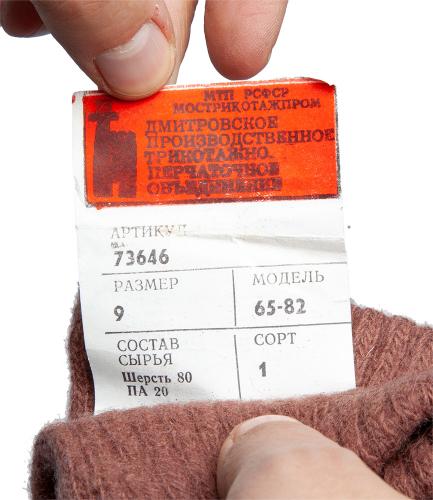 МТП РСФСР
МОСТРИКОТАЖПРОМ
ДМИТРОВСКОЕ
ПРОИЗВОДСТВЕННОЕ
ТРИКОТАЖНО-
ПЕРЧАТОЧНОЕ
ОБЪЕДИНЕНИЕ
АРТИКУЛ
73646
РАЗМЕР
9
МОДЕЛЬ
65-82
СОСТАВ
СЫРЬЯ
Шерсть 80
ПА 20
СОРТ
1